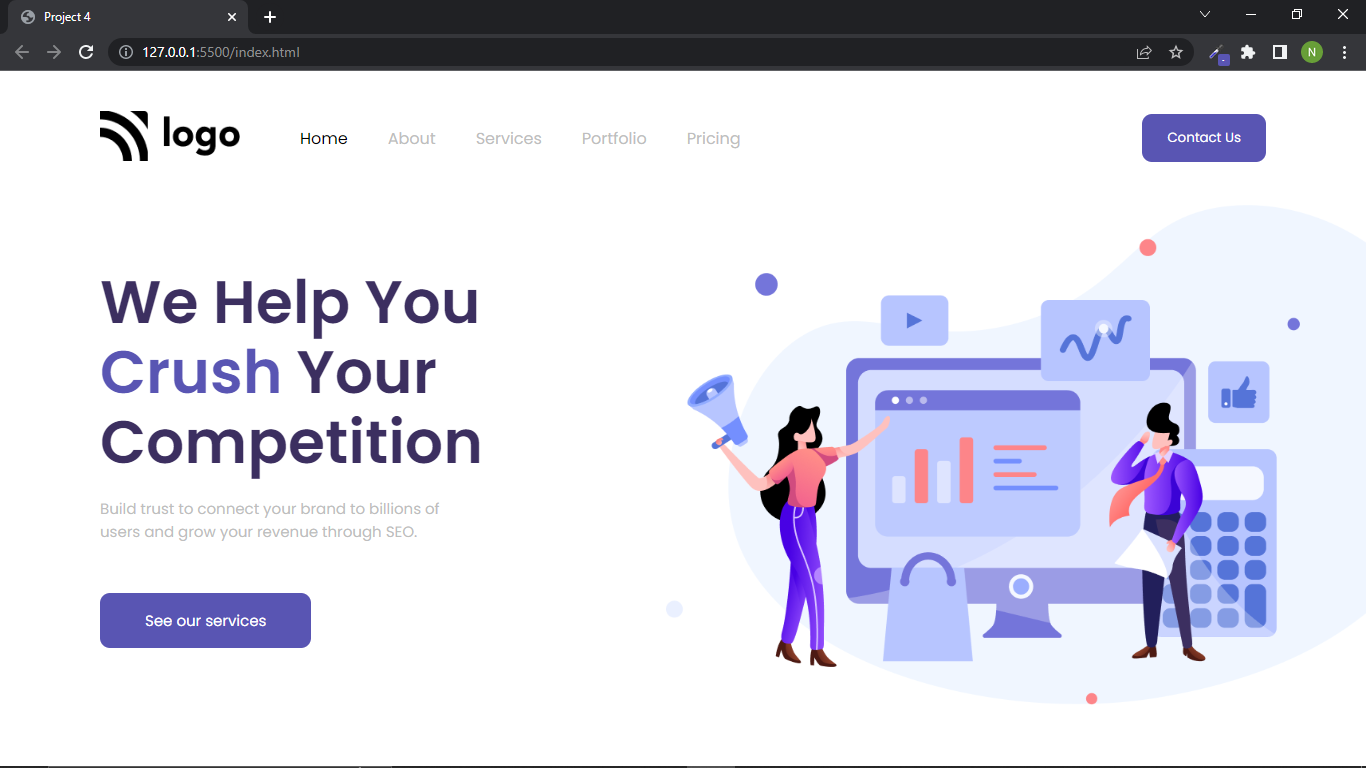 Project 4
127.0.0.1:5500/index.html
N
logo
Home About Services Portfolio Pricing
Contact Us
We Help You
Crush Your
Competition
Build trust to connect your brand to billions of
users and grow your revenue through SEO.
See our services